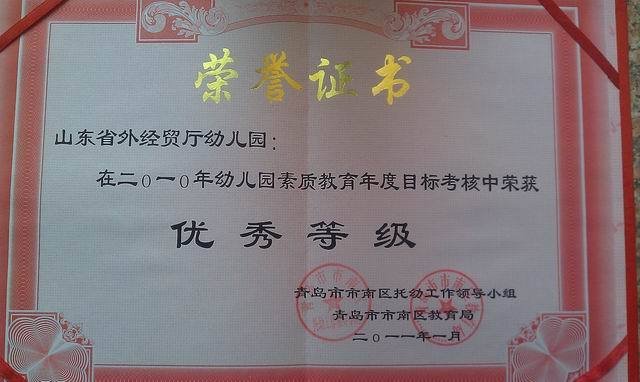 荣誉证书
山东省外经贸厅幼儿园：
在二〇一〇年幼儿园素质教育年度目标考核中荣获
优秀等级
青岛市市南区托幼工作领导小组
青岛市市南区教育局
二〇一一年一月